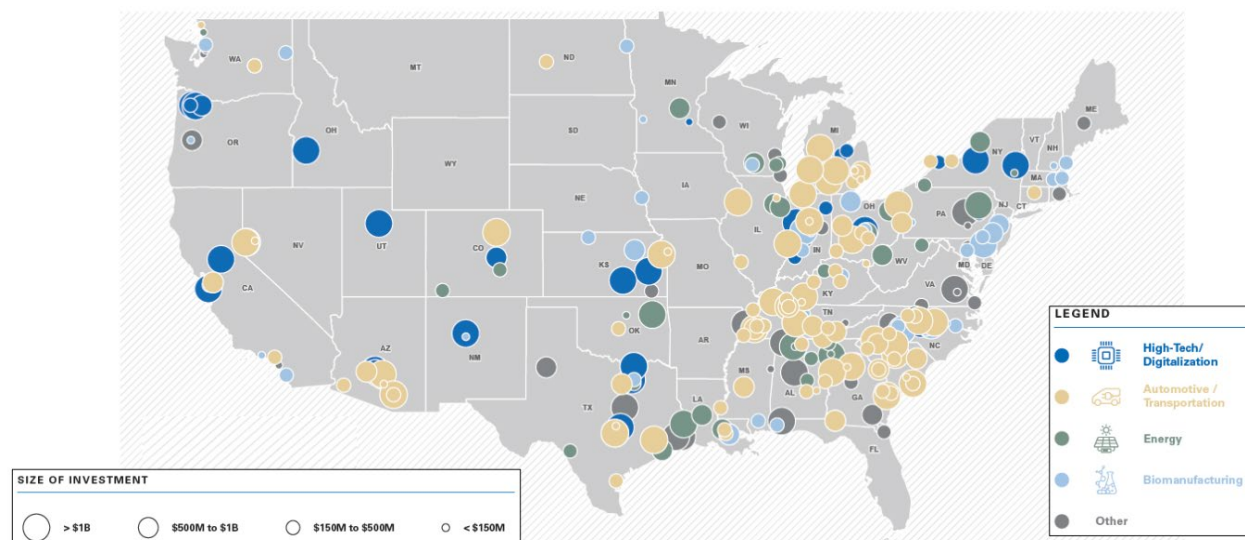 WA
MT
ND
MN
ME
OR
OH
SD
WI
MI
VT
NH
NY
MA
CT
WY
IA
NE
PA
NJ
OH
NV
UT
CO
IL
IN
MD
DE
WV
VA
CA
KS
MO
KY
AZ
NM
OK
AR
TN
NC
TX
LA
MS
AL
GA
FL
LEGEND
High-Tech/
Digitalization
Automotive /
Transportation
Energy
Biomanufacturing
Other
SIZE OF INVESTMENT
> $1B
$500M to $1B
$150M to $500M
< $150M